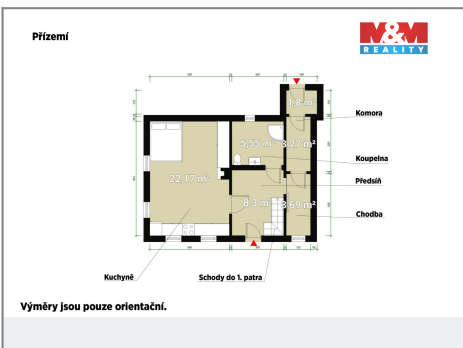 Přízemí
M&M
REALITY
1,8 m²
Komora
5,55 m²
3,27 m²
Koupelna
22,17 m²
Předsíň
8,3 m²
3,69 m²
Chodba
Kuchyně
Schody do 1. patra
Výměry jsou pouze orientační.